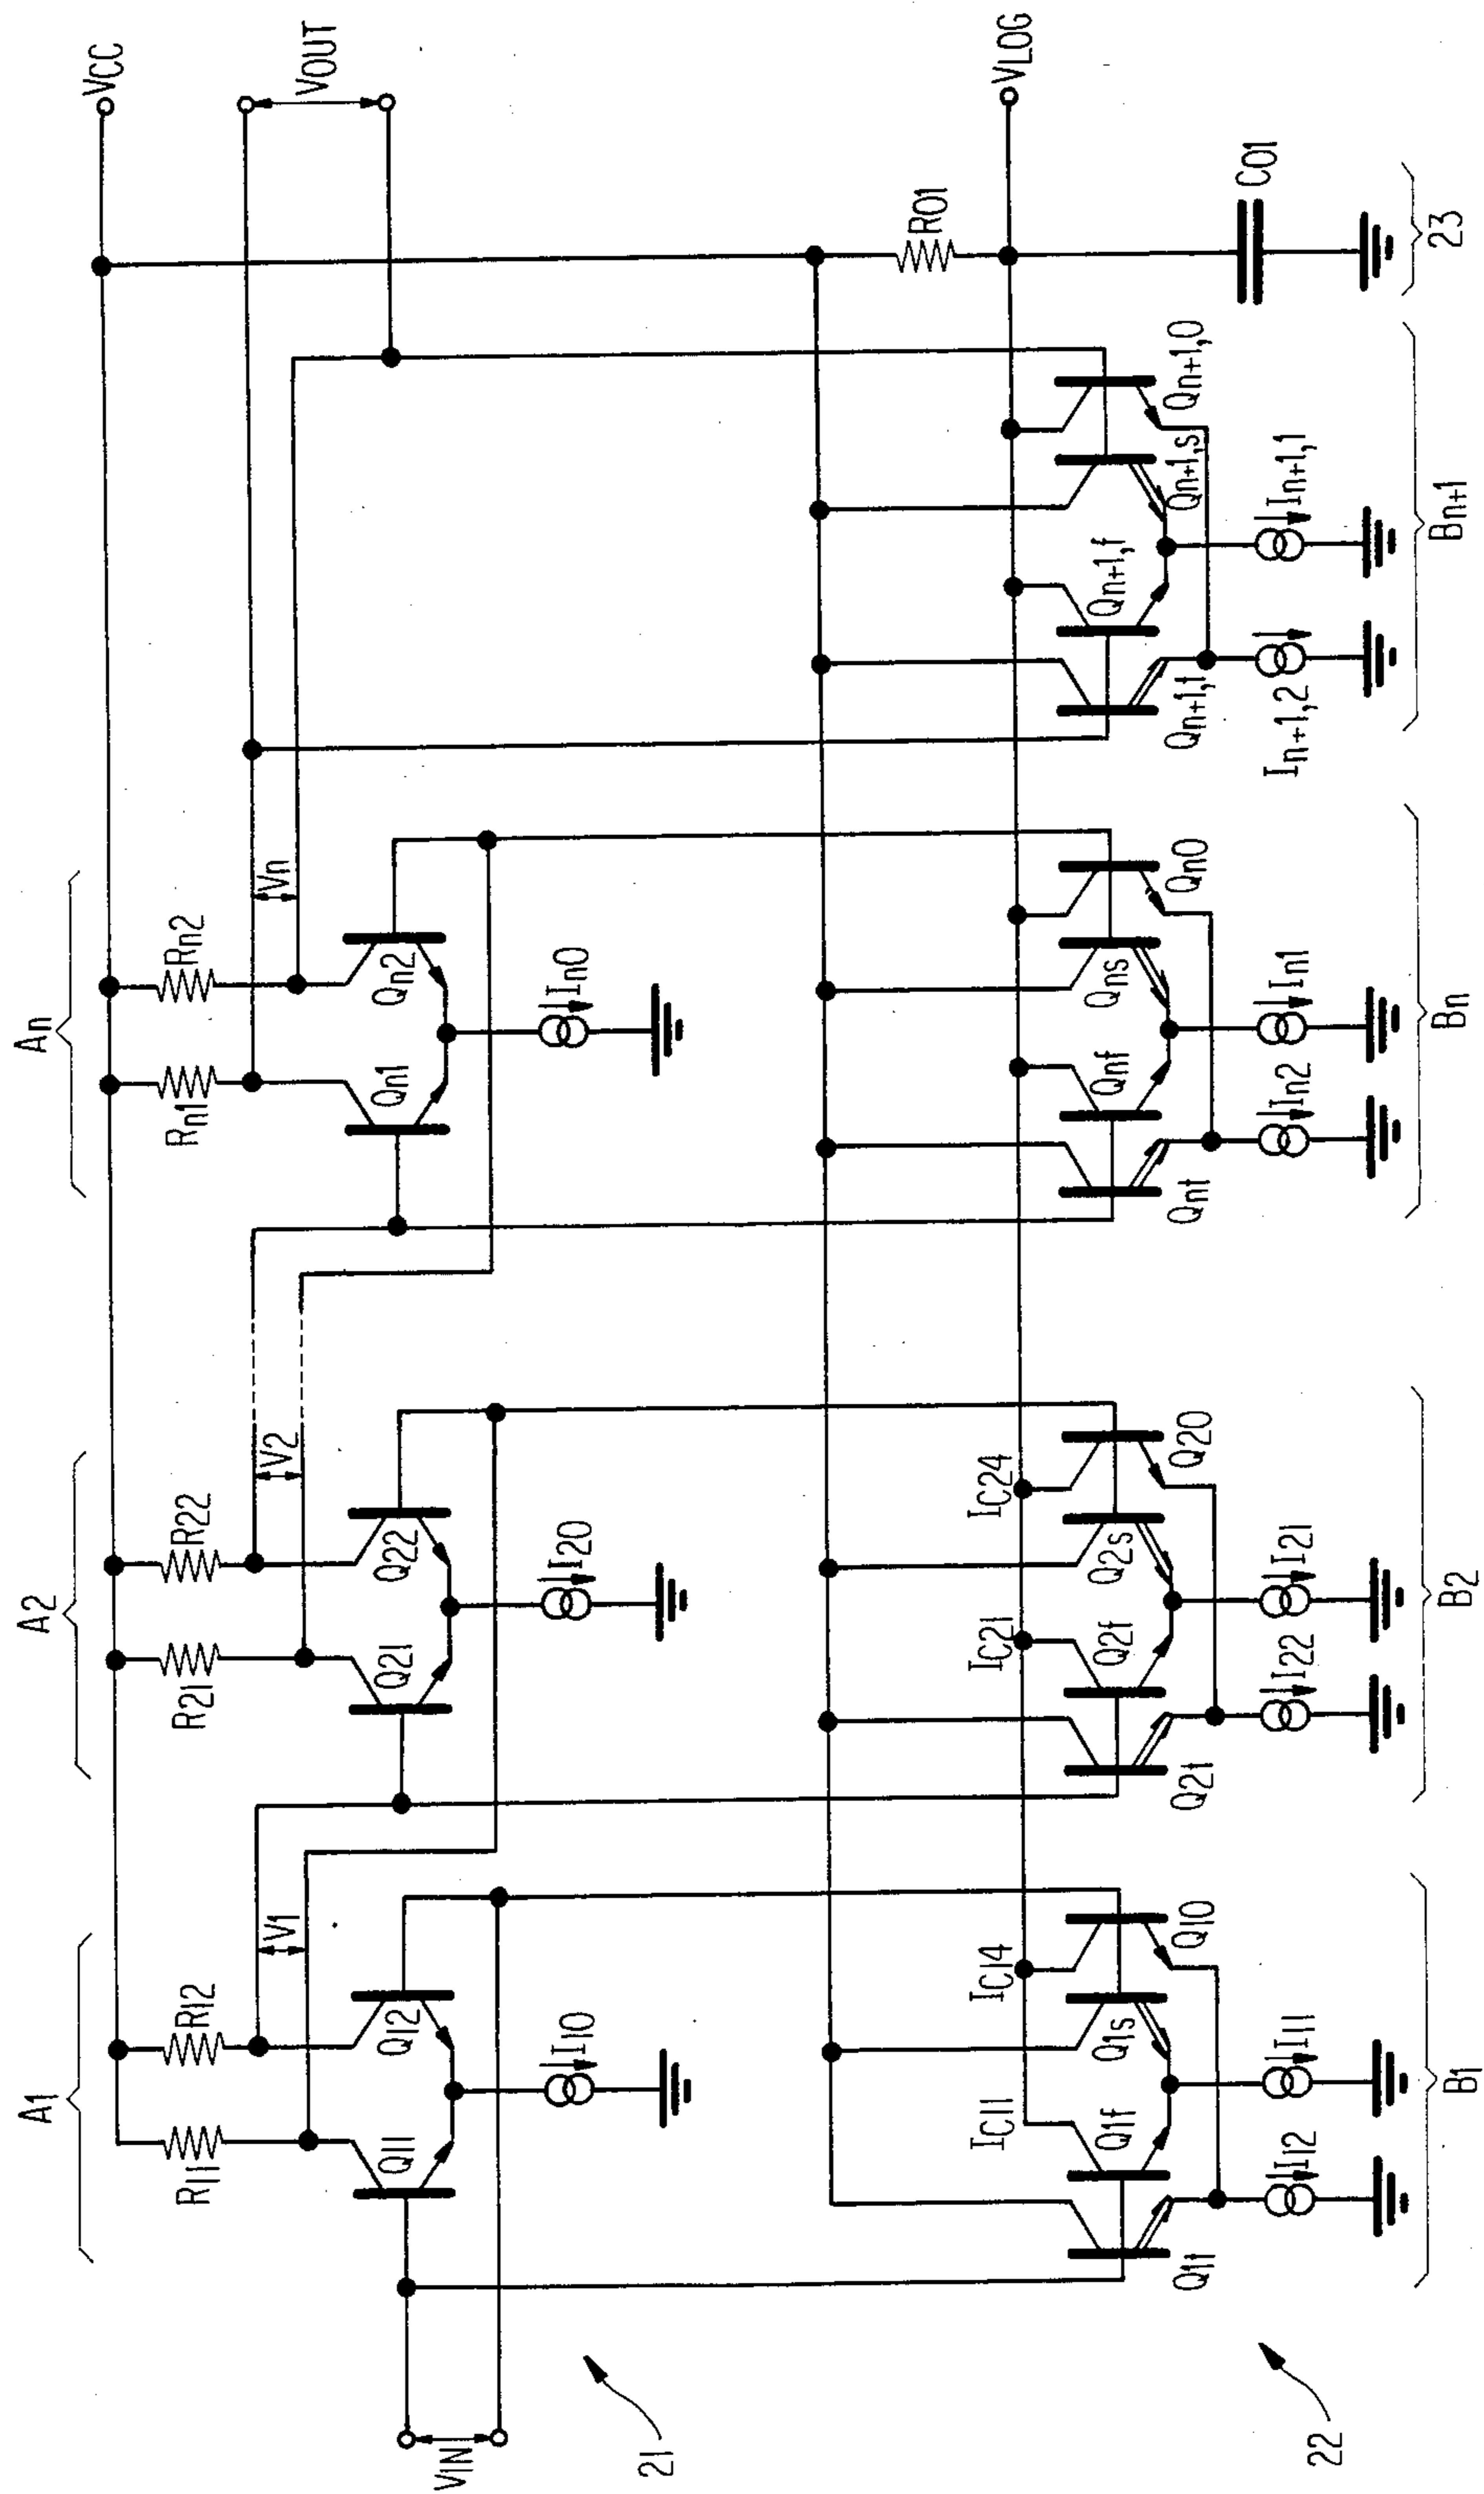 A1
A2
An
VCC
R11
R12
R21
R22
Rn1
Rn2
V1
V2
Vn
VOUT
Q11
Q12
Q21
Q22
Qn1
Qn2
VIN
I10
I20
In0
21
R01
VLOG
IC11
IC14
IC21
IC24
Q1t
Q1f
Q1s
Q10
Q2t
Q2f
Q2s
Q20
Qnt
Qnf
Qns
Qn0
Qn+1,t
Qn+1,f
Qn+1,s
Qn+1,0
C01
I12
I11
I22
I21
In2
In1
In+1,2
In+1,1
22
B1
B2
Bn
Bn+1
23